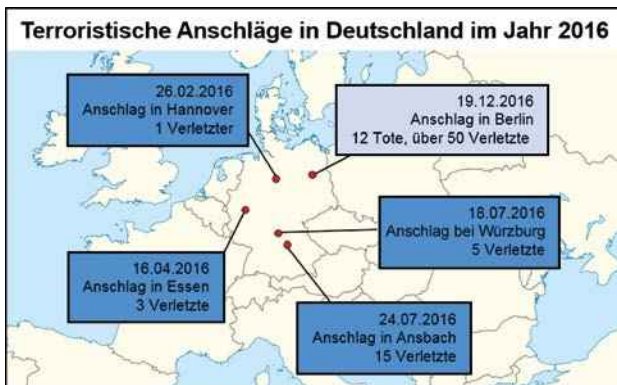 Terroristische Anschläge in Deutschland im Jahr 2016
26.02.2016
Anschlag in Hannover
1 Verletzter
19.12.2016
Anschlag in Berlin
12 Tote, über 50 Verletzte
18.07.2016
Anschlag bei Würzburg
5 Verletzte
16.04.2016
Anschlag in Essen
3 Verletzte
24.07.2016
Anschlag in Ansbach
15 Verletzte